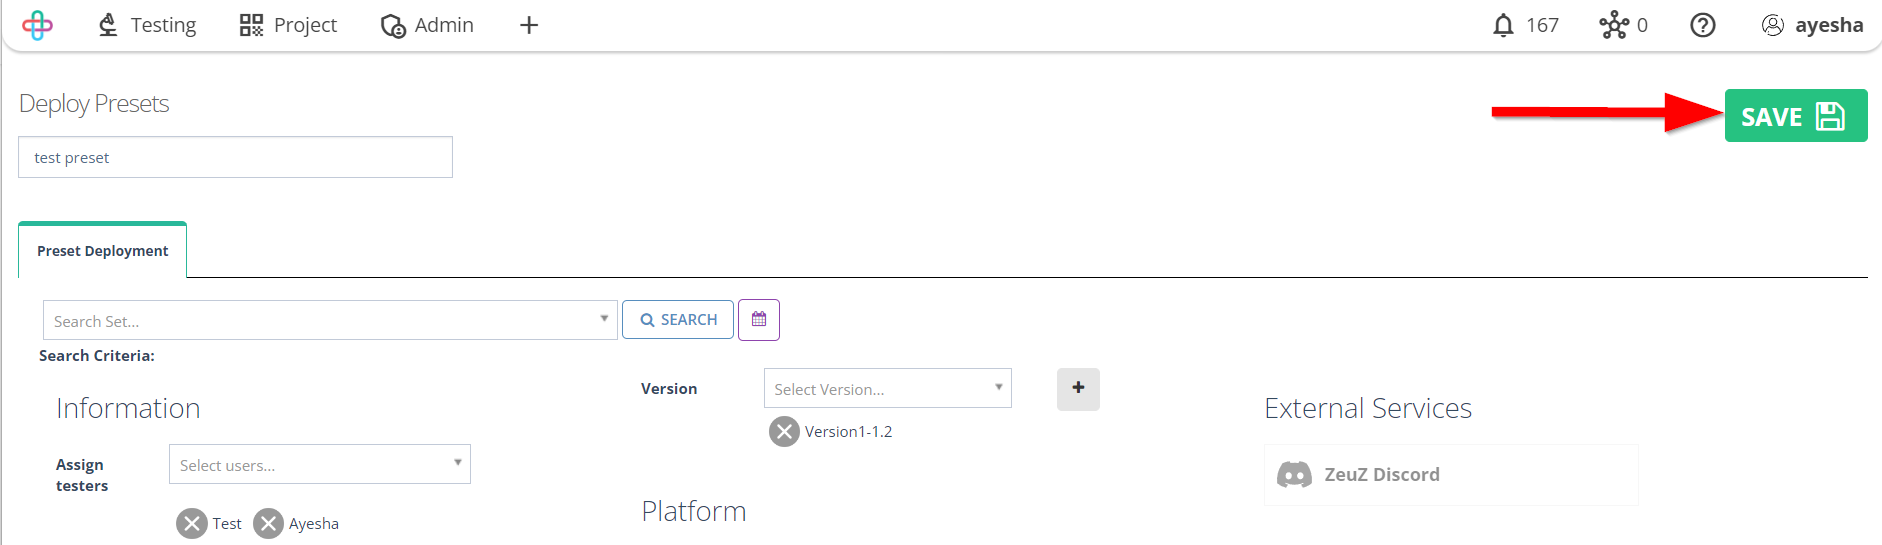 Testing Project Admin 167 0 ayesha
Deploy Presets
SAVE
test preset
Preset Deployment
Search Set...
SEARCH
Search Criteria:
Information
Assign testers
Select users...
Test Ayesha
Version
Select Version...
+
Version1-1.2
Platform
External Services
ZeuZ Discord